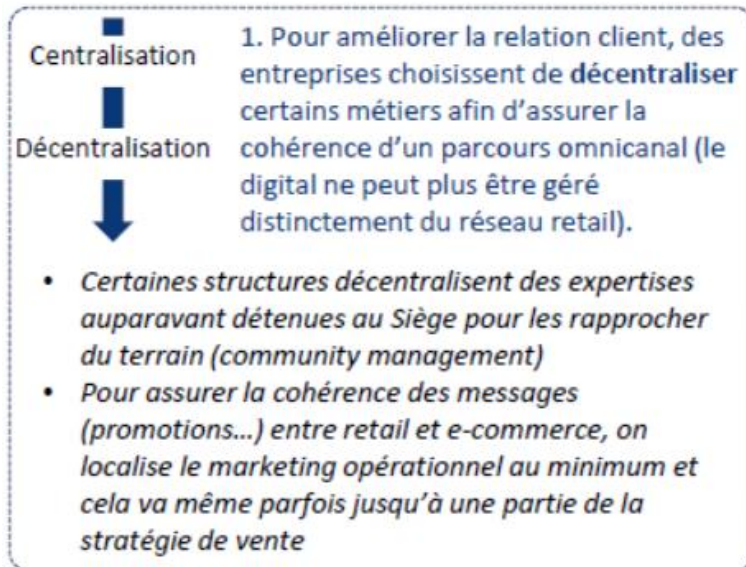 Centralisation
Décentralisation
1. Pour améliorer la relation client, des
entreprises choisissent de décentraliser
certains métiers afin d'assurer la
cohérence d'un parcours omnicanal (le
digital ne peut plus être géré
distinctement du réseau retail).
• Certaines structures décentralisent des expertises
auparavant détenues au Siège pour les rapprocher
du terrain (community management)
• Pour assurer la cohérence des messages
(promotions…) entre retail et e-commerce, on
localise le marketing opérationnel au minimum et
cela va même parfois jusqu'à une partie de la
stratégie de vente